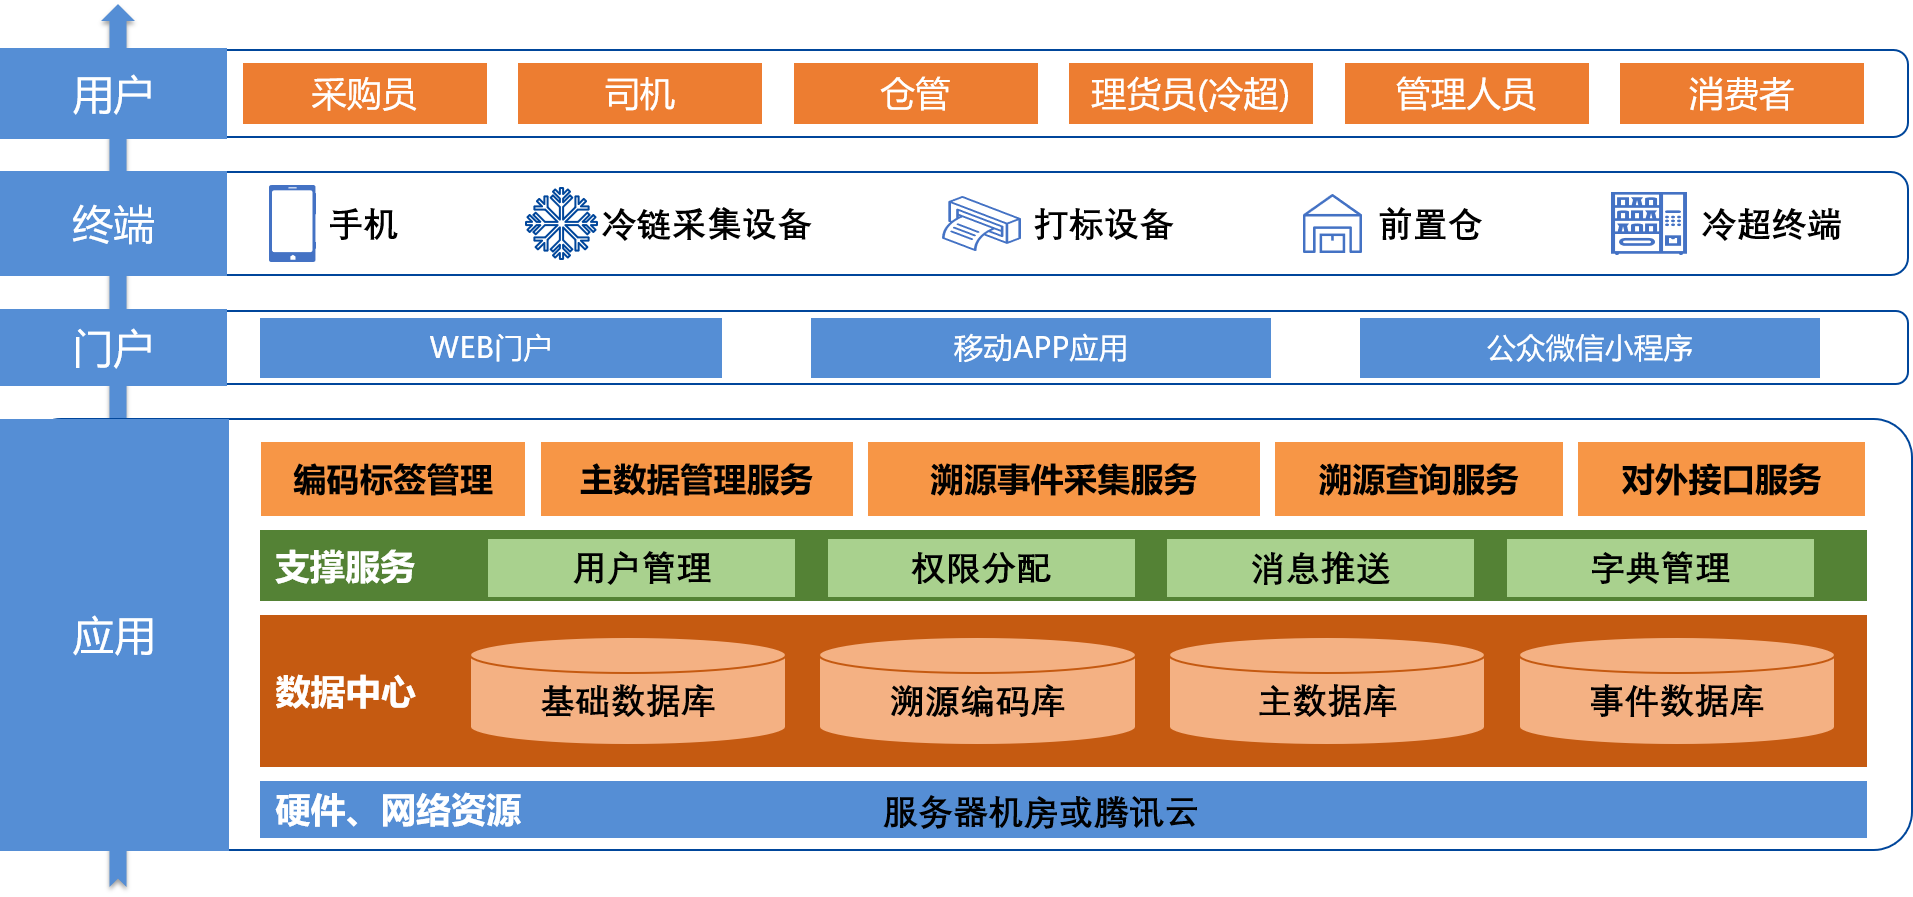 用户
采购员
司机
仓管
理货员(冷超)
管理人员
消费者
终端
手机
冷链采集设备
打标设备
前置仓
冷超终端
门户
WEB门户
移动APP应用
公众微信小程序
应用
编码标签管理
主数据管理服务
溯源事件采集服务
溯源查询服务
对外接口服务
支撑服务
用户管理
权限分配
消息推送
字典管理
数据中心
基础数据库
溯源编码库
主数据库
事件数据库
硬件、网络资源
服务器机房或腾讯云